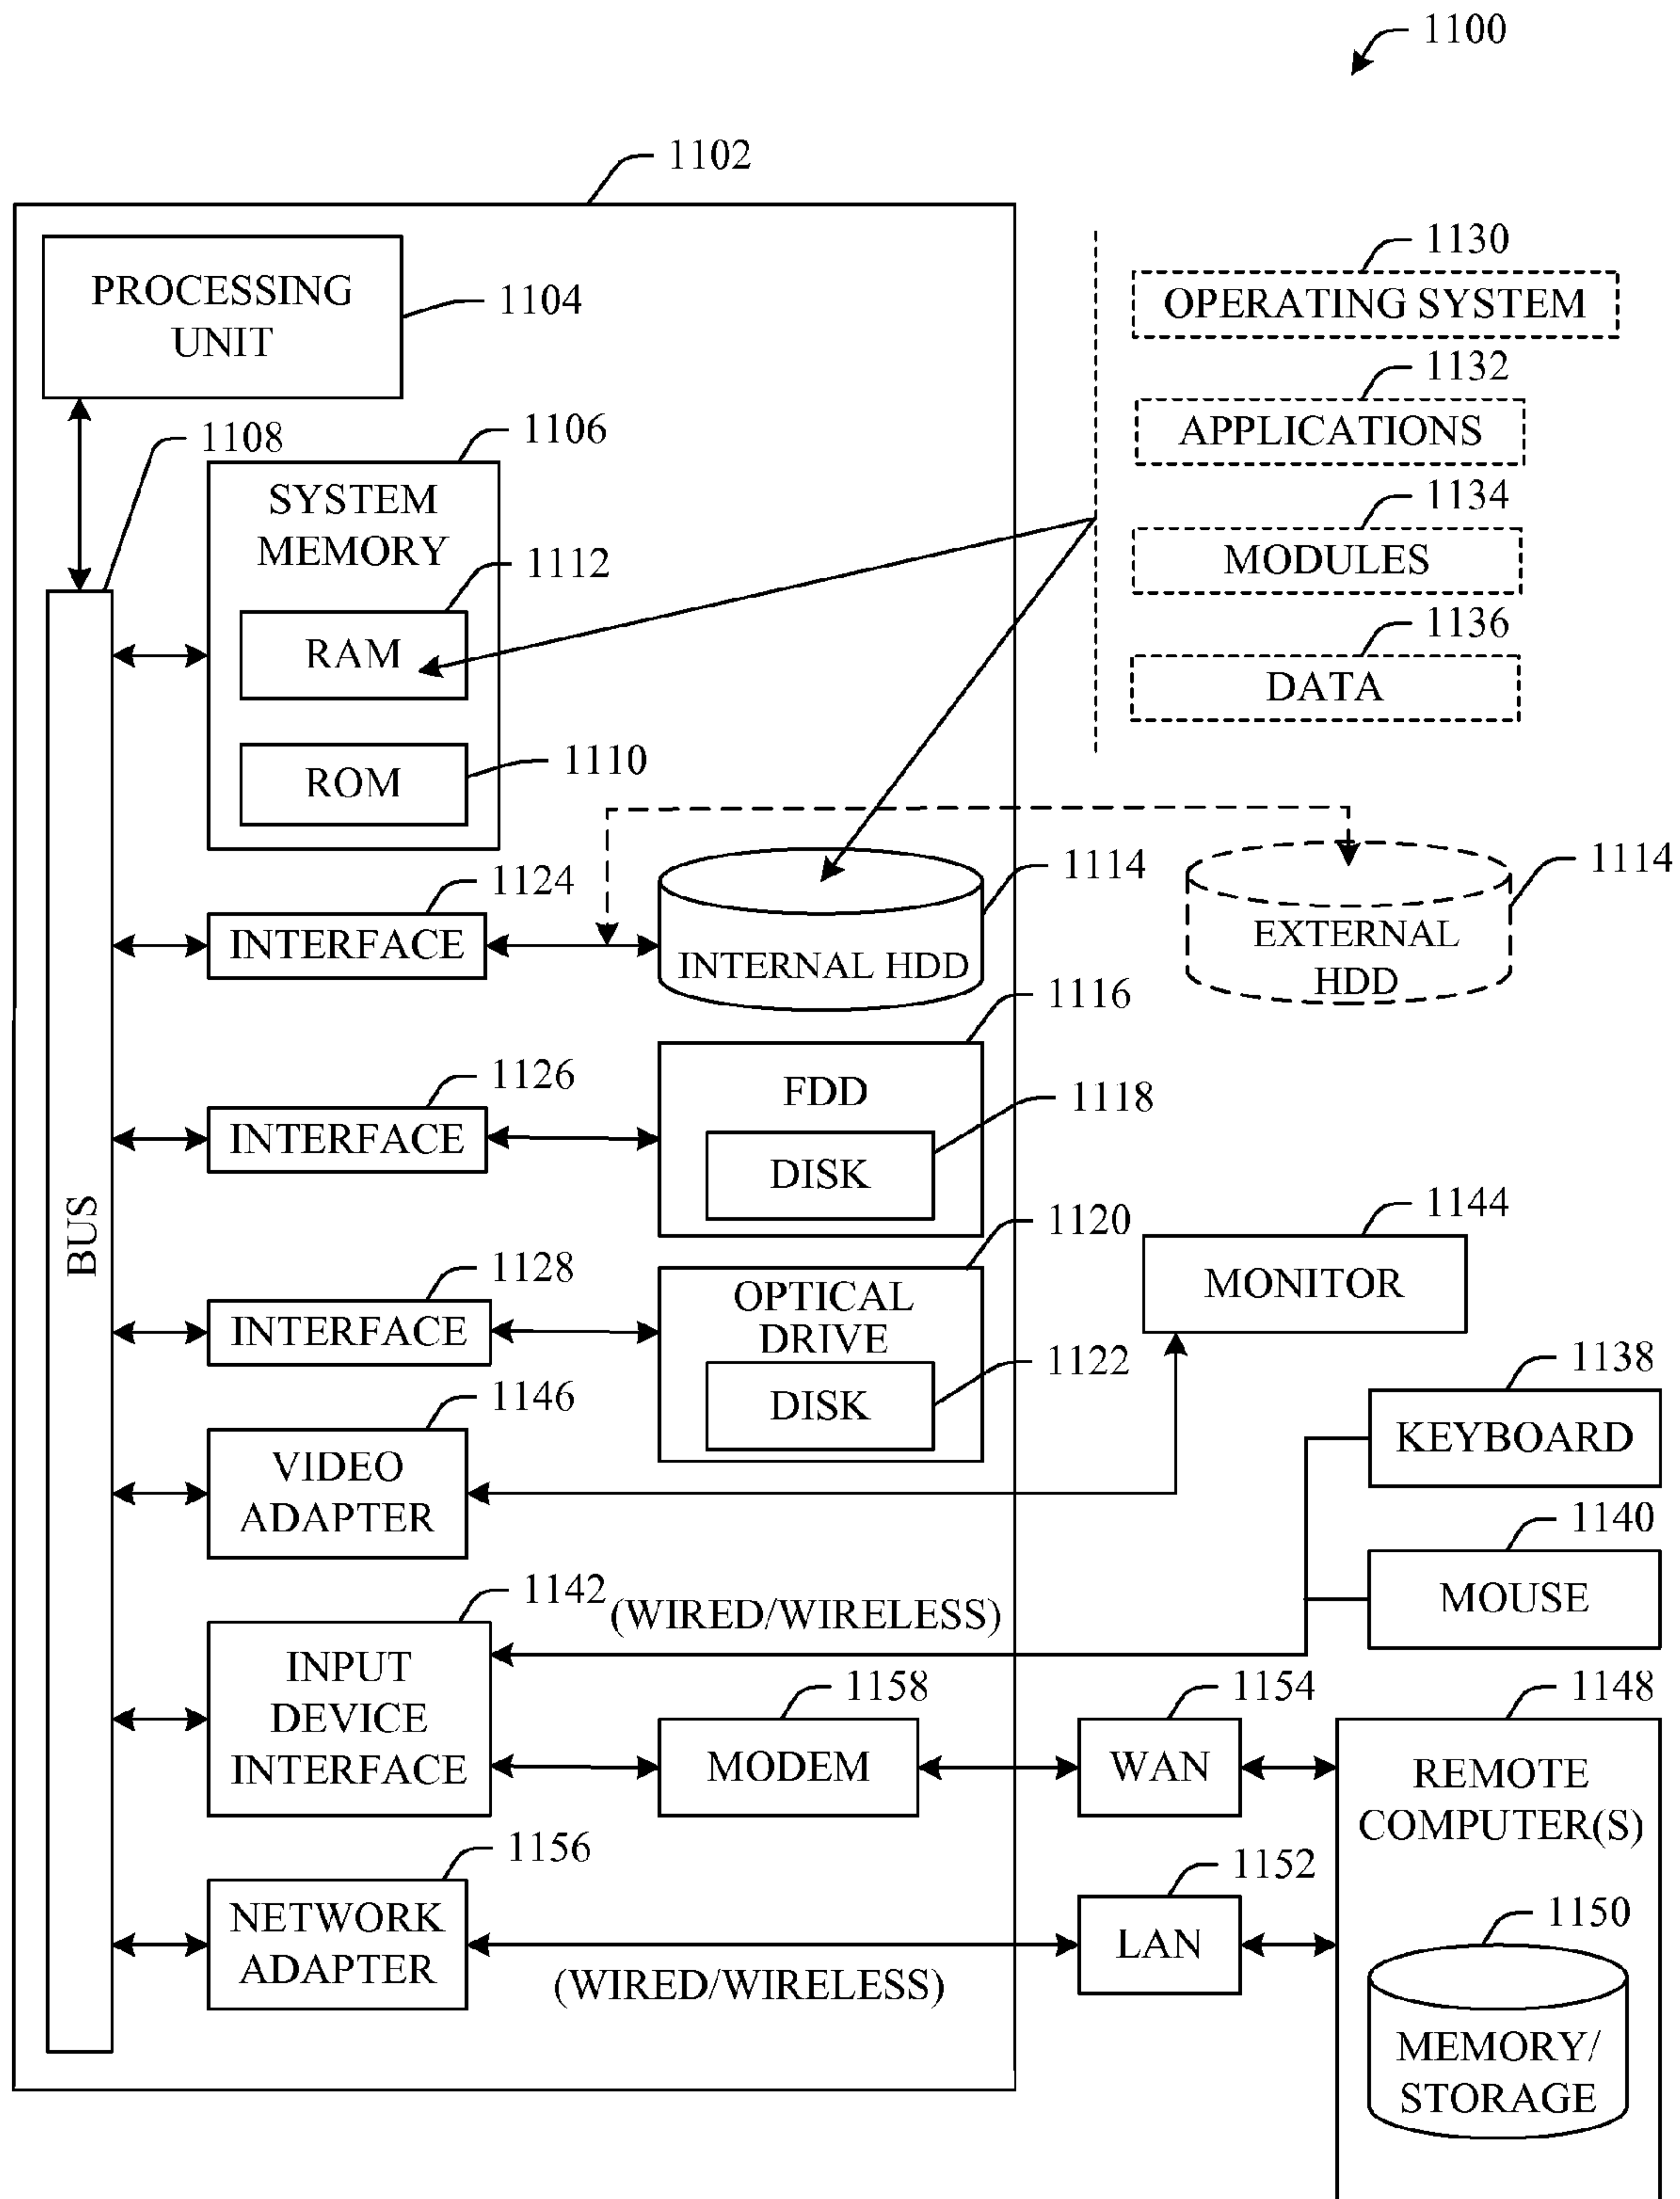 1100
1102
PROCESSING
UNIT
1104
1130
OPERATING SYSTEM
1132
APPLICATIONS
1134
MODULES
1136
DATA
1108
1106
SYSTEM
MEMORY
1112
RAM
1110
ROM
1124
INTERFACE
1114
INTERNAL HDD
1114
EXTERNAL
HDD
1126
INTERFACE
1116
FDD
1118
DISK
BUS
1128
INTERFACE
1120
OPTICAL
DRIVE
1122
DISK
1144
MONITOR
1146
VIDEO
ADAPTER
1138
KEYBOARD
1140
MOUSE
1142
(WIRED/WIRELESS)
INPUT
DEVICE
INTERFACE
1158
MODEM
1154
WAN
1148
REMOTE
COMPUTER(S)
1156
NETWORK
ADAPTER
(WIRED/WIRELESS)
1152
LAN
1150
MEMORY/
STORAGE